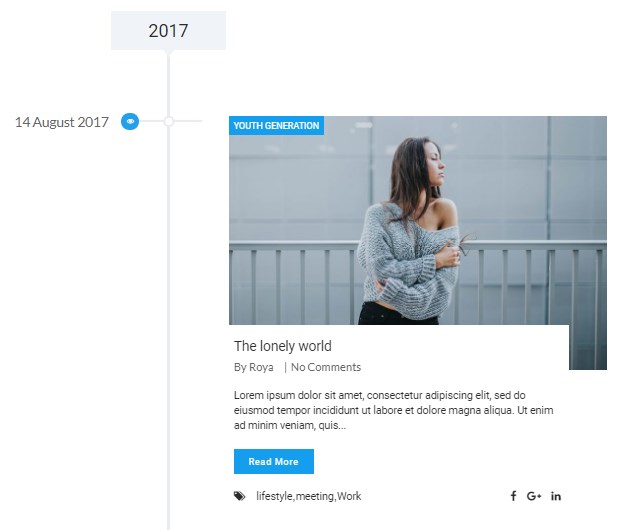 2017
14 August 2017
YOUTH GENERATION
The lonely world
By Roya | No Comments
Lorem ipsum dolor sit amet, consectetur adipiscing elit, sed do
eiusmod tempor incididunt ut labore et dolore magna aliqua. Ut enim
ad minim veniam, quis...
Read More
lifestyle,meeting,Work
f G+ in